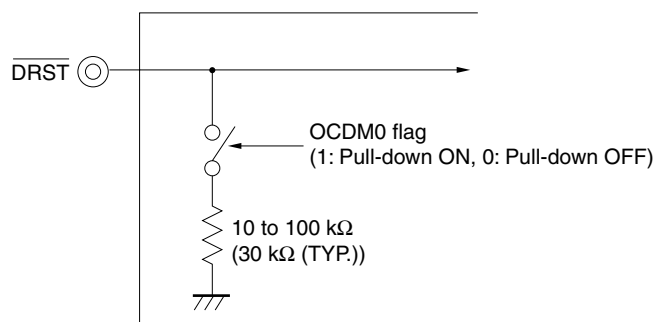 DRST
OCDM0 flag
(1: Pull-down ON, 0: Pull-down OFF)
10 to 100 kΩ
(30 kΩ (TYP.))